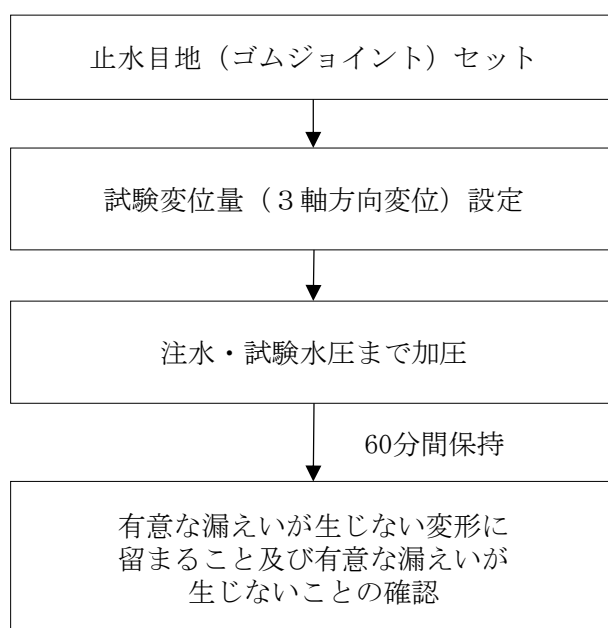 止水目地（ゴムジョイント）セット
試験変位量（３軸方向変位）設定
注水・試験水圧まで加圧
60分間保持
有意な漏えいが生じない変形に
留まること及び有意な漏えいが
生じないことの確認